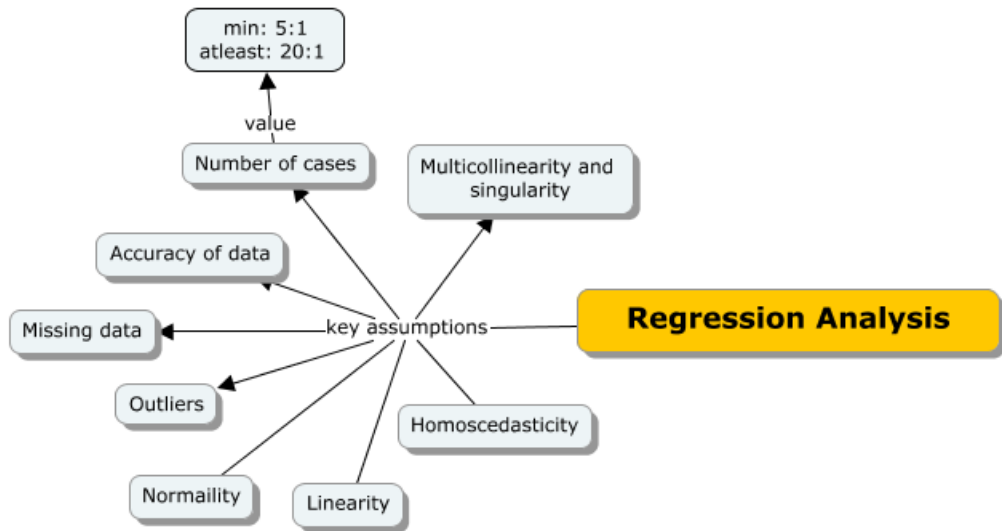 min: 5:1
atleast: 20:1
value
Number of cases
Multicollinearity and
singularity
Accuracy of data
Missing data
key assumptions
Regression Analysis
Outliers
Homoscedasticity
Normaility
Linearity